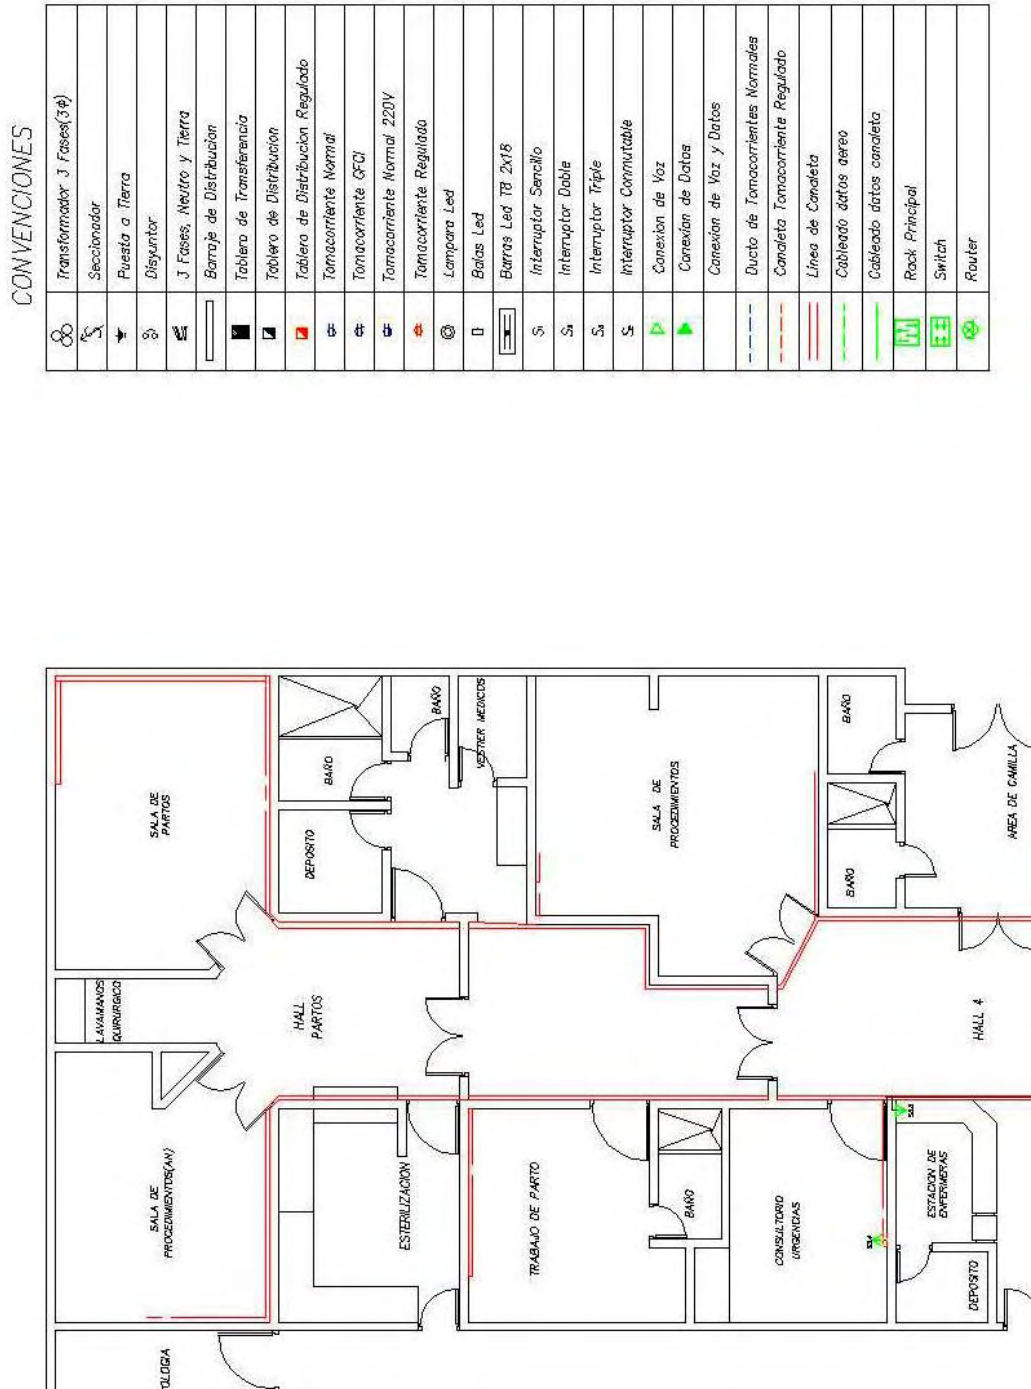 CONVENCIONES
Transformador 3 Fases(3Φ)
Seccionador
Puesta a Tierra
Disyuntor
3 Fases, Neutro y Tierra
Barraje de Distribucion
Tablero de Transferencia
Tablero de Distribucion
Tablero de Distribucion Regulado
Tomacorriente Normal
Tomacorriente GFCI
Tomacorriente Normal 220V
Tomacorriente Regulado
Lampara Led
Balas Led
Barras Led T8 2x18
Interruptor Sencillo
Interruptor Doble
Interruptor Triple
Interruptor Conmutable
Conexion de Voz
Conexion de Datos
Conexion de Voz y Datos
Ducto de Tomacorrientes Normales
Canaleta Tomacorriente Regulado
Linea de Canaleta
Cableado datos aereo
Cableado datos canaleta
Rack Principal
Switch
Router
SALA DE
PARTOS
BAÑO
BAÑO
DEPOSITO
VESTIER MEDICOS
SALA DE
PROCEDIMIENTOS
BAÑO
BAÑO
AREA DE CAMILLA
LAVAMANOS
QUIRURGICO
HALL
PARTOS
HALL 4
SALA DE
PROCEDIMIENTOS(AN)
ESTERILIZACION
TRABAJO DE PARTO
BAÑO
CONSULTORIO
URGENCIAS
ESTACION DE
ENFERMERAS
DEPOSITO
OLOGIA